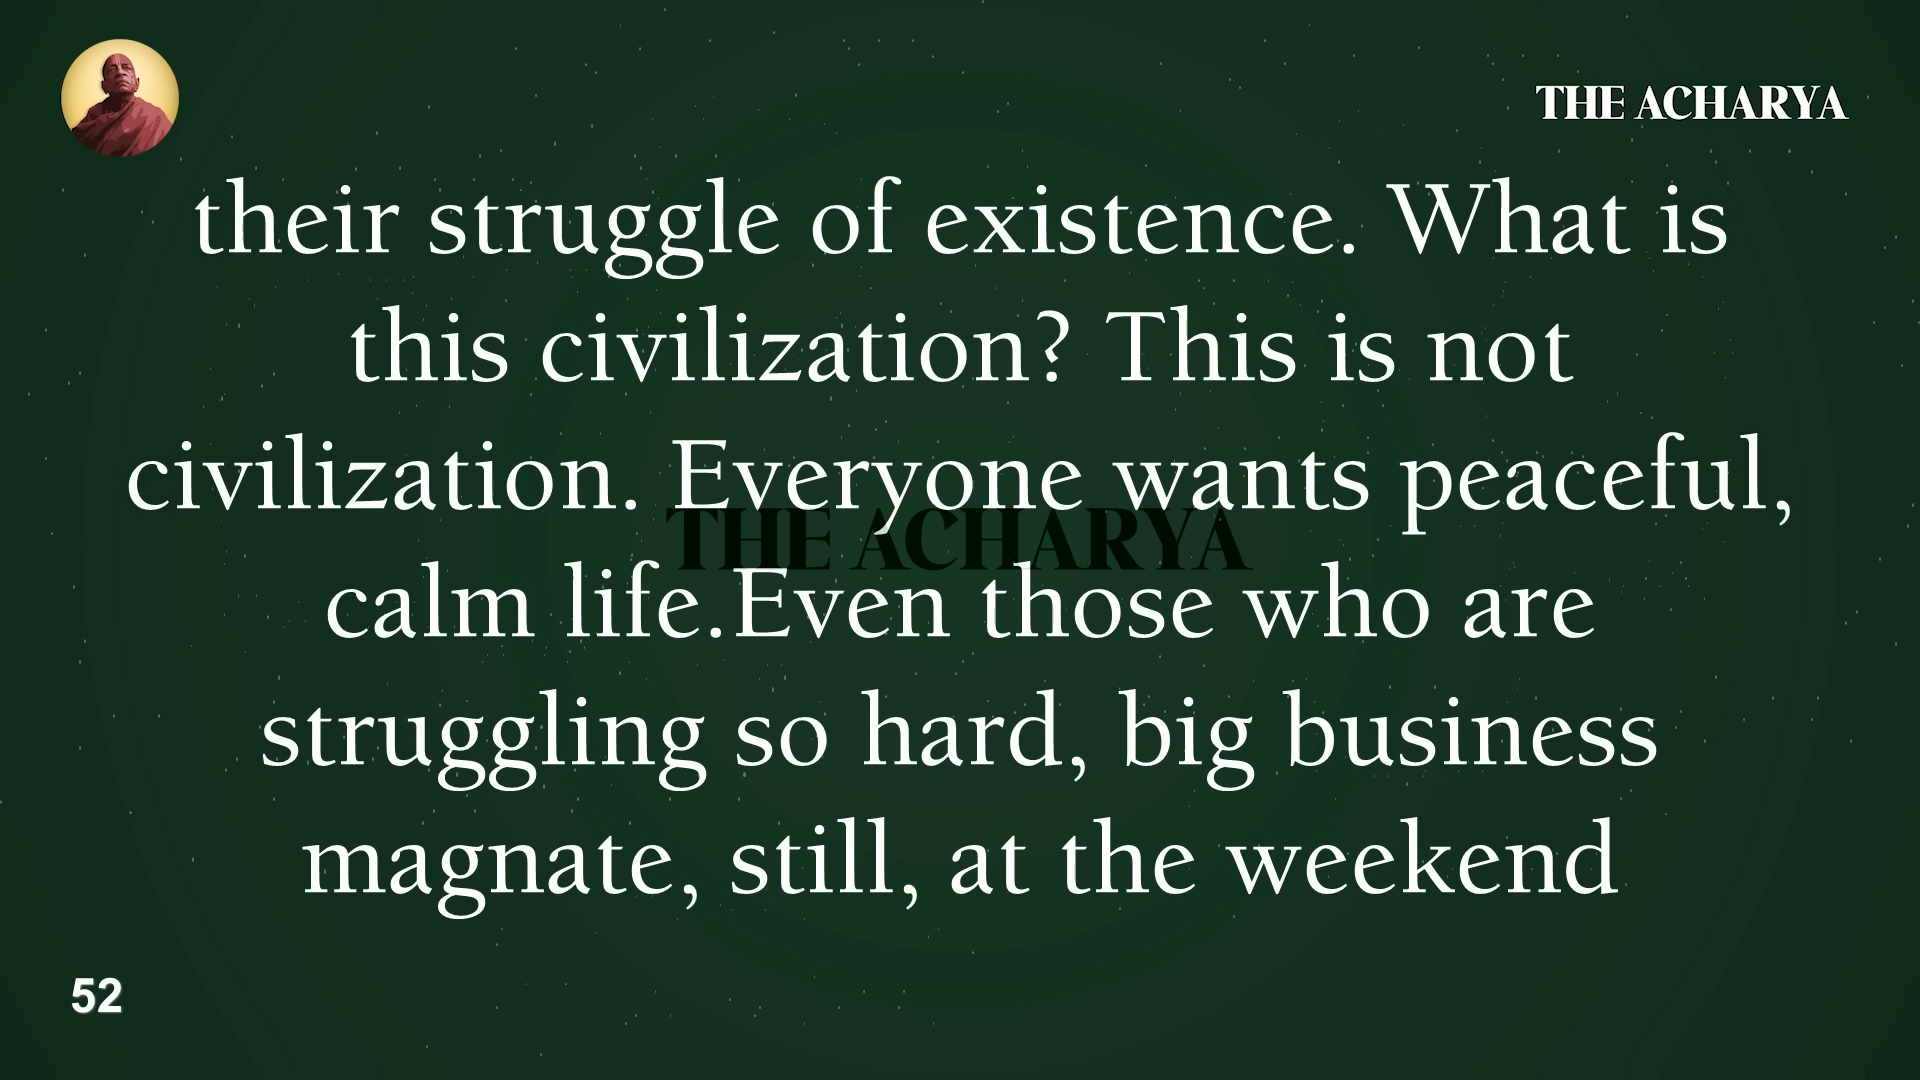 THE ACHARYA
their struggle of existence. What is
this civilization? This is not
civilization. Everyone wants peaceful,
THE ACHARYA
calm life.Even those who are
struggling so hard, big business
magnate, still, at the weekend
52